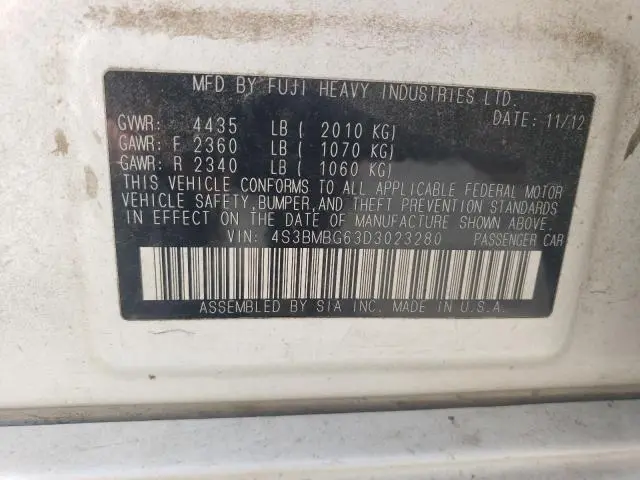 MFD BY FUJI HEAVY INDUSTRIES LTD.
DATE: 11/12
GVWR: 4435 LB ( 2010 KG)
GAWR: F 2360 LB ( 1070 KG)
GAWR: R 2340 LB ( 1060 KG)
THIS VEHICLE CONFORMS TO ALL APPLICABLE FEDERAL MOTOR
VEHICLE SAFETY,BUMPER,AND THEFT PREVENTION STANDARDS
IN EFFECT ON THE DATE OF MANUFACTURE SHOWN ABOVE.
VIN: 4S3BMBG63D3023280 PASSENGER CAR
ASSEMBLED BY SIA INC. MADE IN U.S.A.